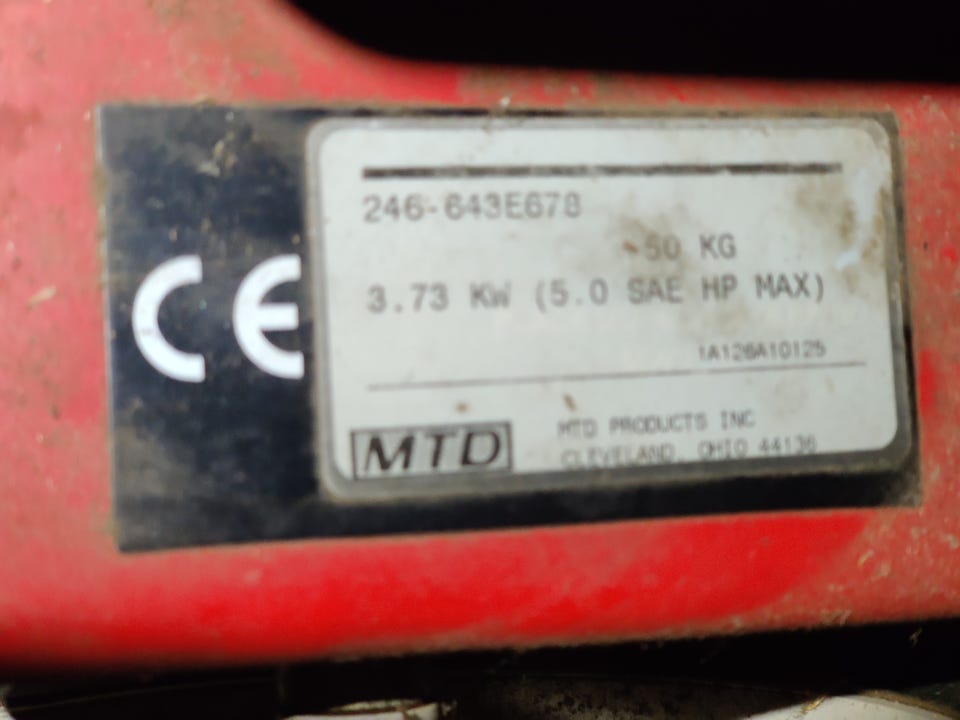 CE
246-643E678
50 KG
3.73 KW (5.0 SAE HP MAX)
1A126A10125
MTD
MTD PRODUCTS INC
CLEVELAND, OHIO 44136